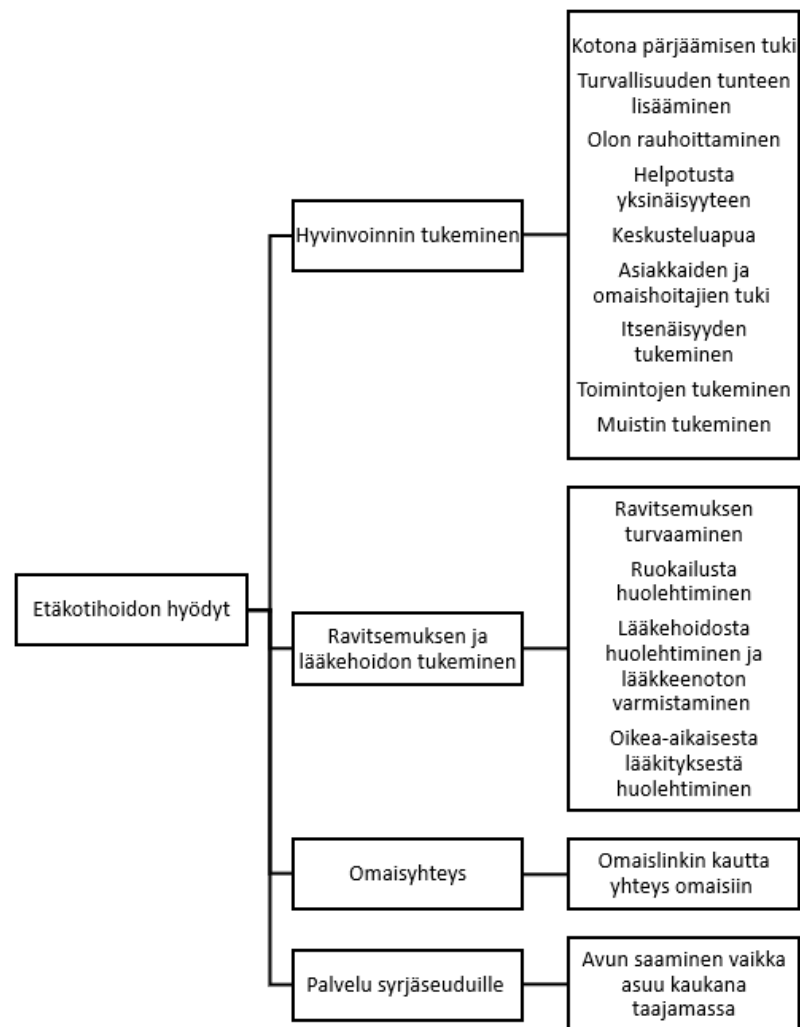 Etäkotihoidon hyödyt
Hyvinvoinnin tukeminen
Kotona pärjäämisen tuki
Turvallisuuden tunteen
lisääminen
Olon rauhoittaminen
Helpotusta
yksinäisyyteen
Keskusteluapua
Asiakkaiden ja
omaishoitajien tuki
Itsenäisyyden
tukeminen
Toimintojen tukeminen
Muistin tukeminen
Ravitsemuksen ja
lääkehoidon tukeminen
Ravitsemuksen
turvaaminen
Ruokailusta
huolehtiminen
Lääkehoidosta
huolehtiminen ja
lääkkeenoton
varmistaminen
Oikea-aikaisesta
lääkityksestä
huolehtiminen
Omaisyhteys
Omaislinkin kautta
yhteys omaisiin
Palvelu syrjäseuduille
Avun saaminen vaikka
asuu kaukana
taajamassa